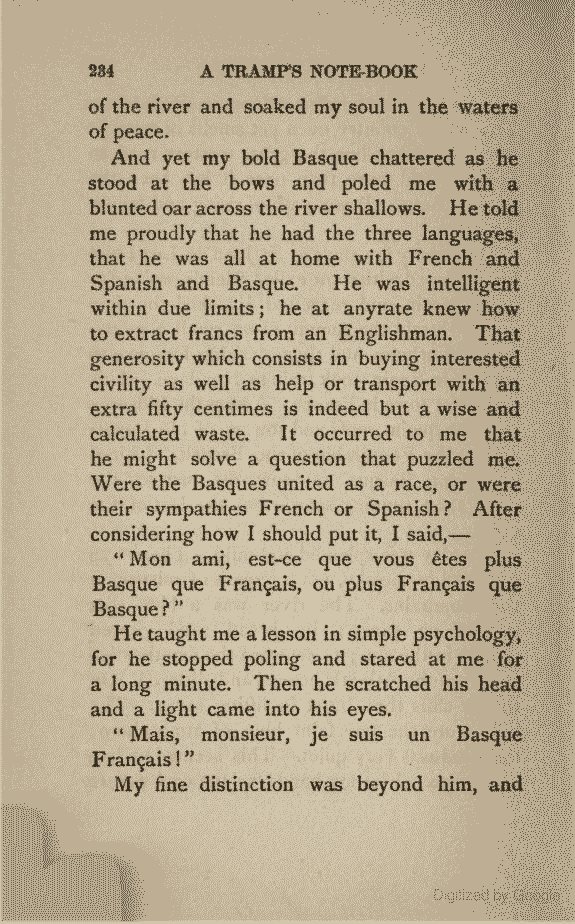 234 A TRAMP'S NOTE-BOOK
of the river and soaked my soul in the waters
of peace.
And yet my bold Basque chattered as he
stood at the bows and poled me with a
blunted oar across the river shallows. He told
me proudly that he had the three languages,
that he was all at home with French and
Spanish and Basque. He was intelligent
within due limits; he at anyrate knew how
to extract francs from an Englishman. That
generosity which consists in buying interested
civility as well as help or transport with an
extra fifty centimes is indeed but a wise and
calculated waste. It occurred to me that
he might solve a question that puzzled me.
Were the Basques united as a race, or were
their sympathies French or Spanish? After
considering how I should put it, I said,—
"Mon ami, est-ce que vous êtes plus
Basque que Français, ou plus Français que
Basque?"
He taught me a lesson in simple psychology,
for he stopped poling and stared at me for
a long minute. Then he scratched his head
and a light came into his eyes.
"Mais, monsieur, je suis un Basque
Français!"
My fine distinction was beyond him, and
Digitized by Google